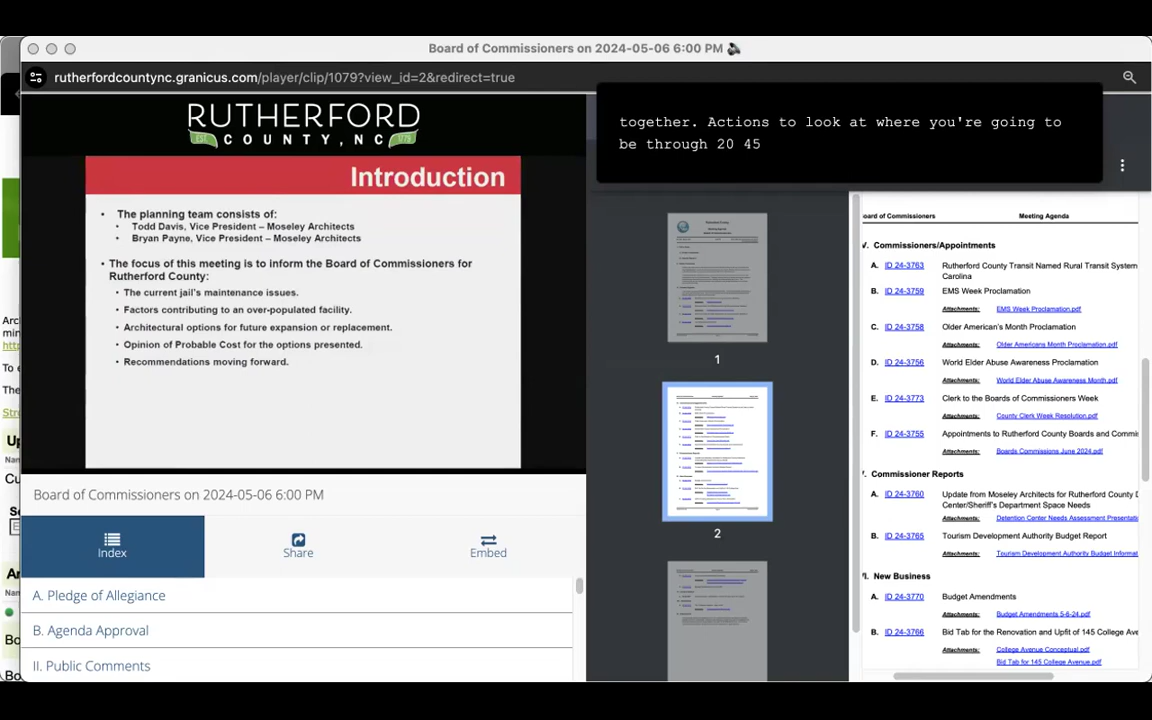 Board of Commissioners on 2024-05-06 6:00 PM
rutherfordcountync.granicus.com/player/clip/1079?view_id=2&redirect=true
RUTHERFORD
COUNTY, NC
Introduction
• The planning team consists of:
• Todd Davis, Vice President – Moseley Architects
• Bryan Payne, Vice President – Moseley Architects
• The focus of this meeting is to inform the Board of Commissioners for
Rutherford County:
• The current jail's maintenance issues.
• Factors contributing to an over-populated facility.
• Architectural options for future expansion or replacement.
• Opinion of Probable Cost for the options presented.
• Recommendations moving forward.
Board of Commissioners on 2024-05-06 6:00 PM
Index
Share
Embed
A. Pledge of Allegiance
B. Agenda Approval
II. Public Comments
together. Actions to look at where you're going to
be through 20 45
1
2
oard of Commissioners Meeting Agenda
V. Commissioners/Appointments
A. ID 24-3763 Rutherford County Transit Named Rural Transit System
Carolina
B. ID 24-3759 EMS Week Proclamation
Attachments: EMS Week Proclamation.pdf
C. ID 24-3758 Older American's Month Proclamation
Attachments: Older Americans Month Proclamation.pdf
D. ID 24-3756 World Elder Abuse Awareness Proclamation
Attachments: World Elder Abuse Awareness Month.pdf
E. ID 24-3773 Clerk to the Boards of Commissioners Week
Attachments: County Clerk Week Resolution.pdf
F. ID 24-3755 Appointments to Rutherford County Boards and Commi
Attachments: Boards Commissions June 2024.pdf
V. Commissioner Reports
A. ID 24-3760 Update from Moseley Architects for Rutherford County D
Center/Sheriff's Department Space Needs
Attachments: Detention Center Needs Assessment Presentatio
B. ID 24-3765 Tourism Development Authority Budget Report
Attachments: Tourism Development Authority Budget Informat
I. New Business
A. ID 24-3770 Budget Amendments
Attachments: Budget Amendments 5-6-24.pdf
B. ID 24-3766 Bid Tab for the Renovation and Upfit of 145 College Ave
Attachments: College Avenue Conceptual.pdf
Bid Tab for 145 College Avenue.pdf